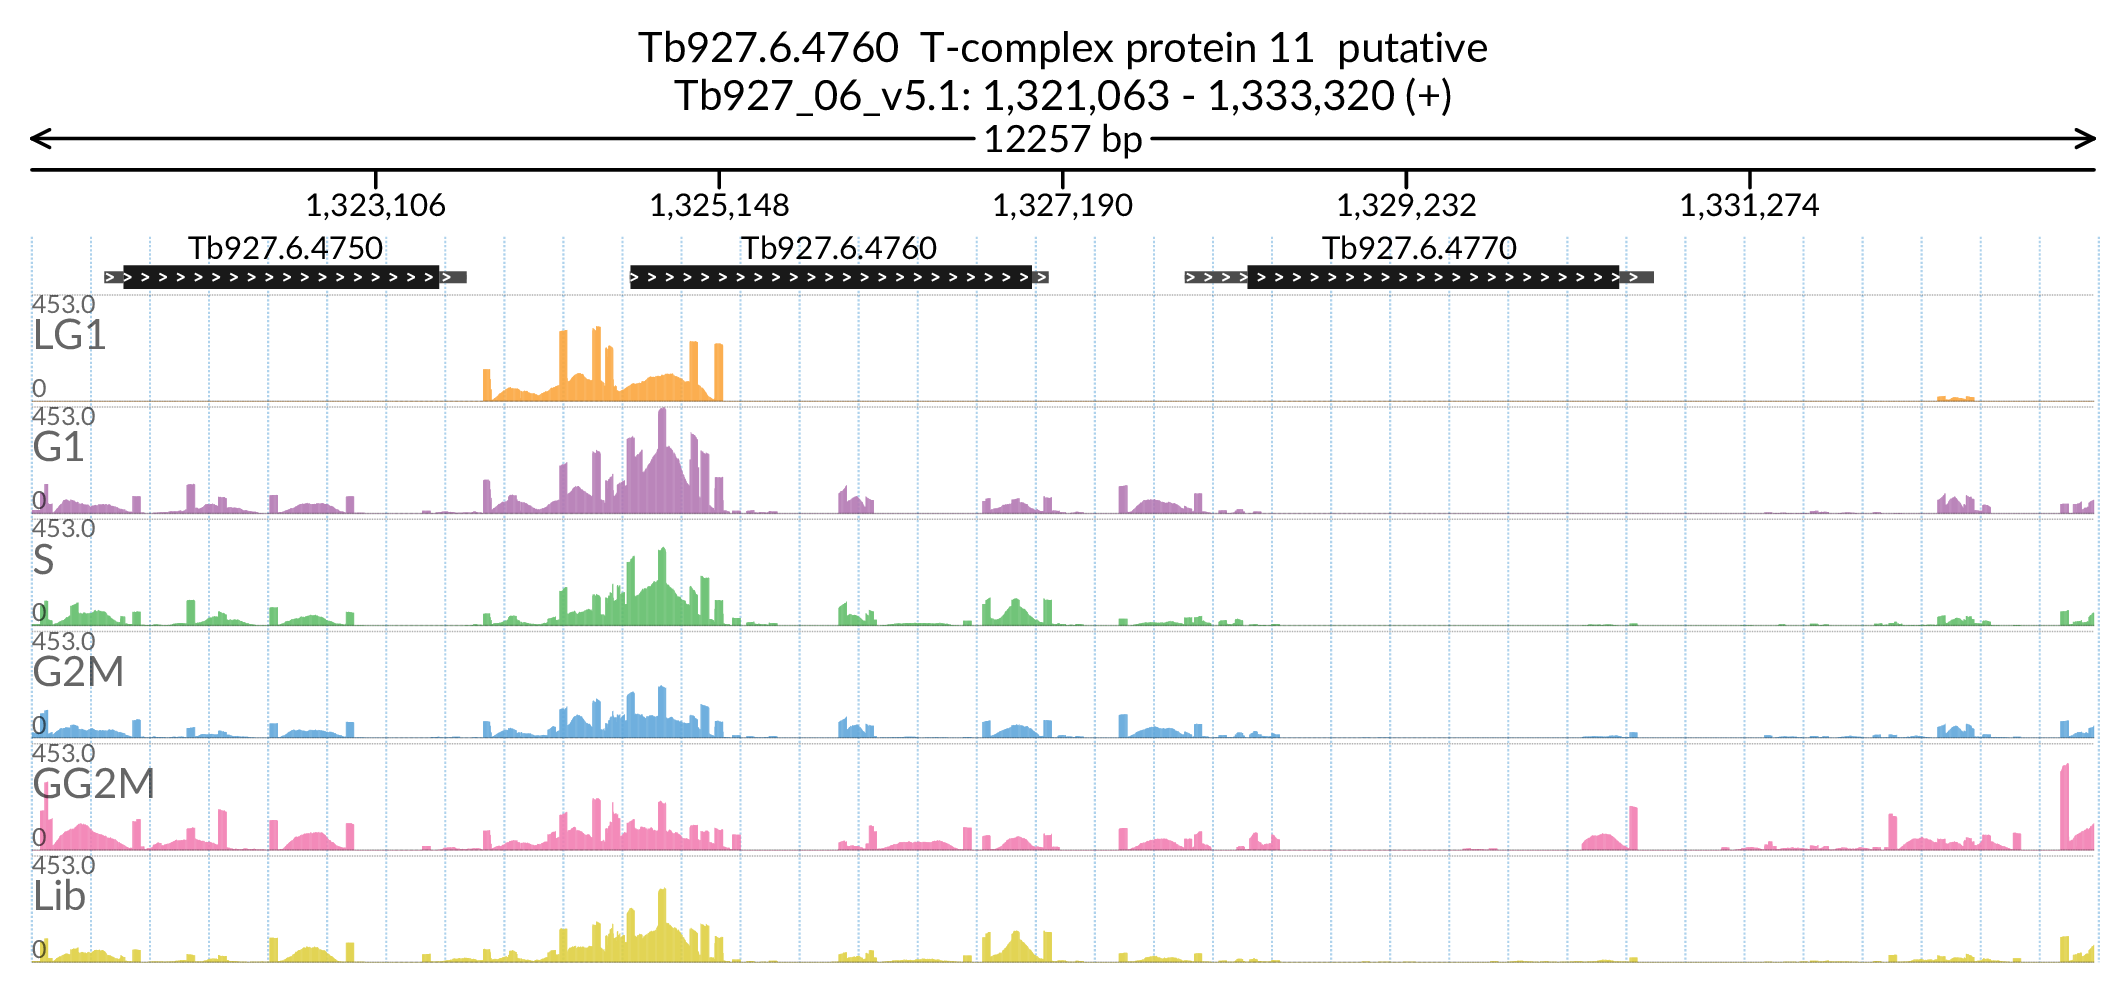 Tb927.6.4760  T-complex protein 11  putative
Tb927_06_v5.1: 1,321,063 - 1,333,320 (+)
12257 bp
1,323,106 1,325,148 1,327,190 1,329,232 1,331,274
Tb927.6.4750 Tb927.6.4760 Tb927.6.4770
453.0
LG1
0
453.0
G1
0
453.0
S
0
453.0
G2M
0
453.0
GG2M
0
453.0
Lib
0